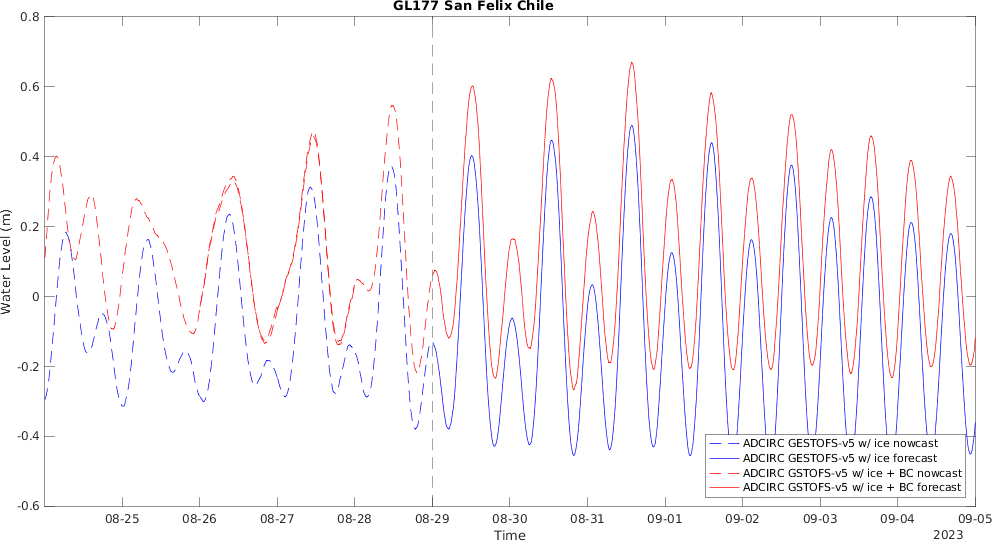 GL177 San Felix Chile
0.8
0.6
0.4
0.2
0
-0.2
-0.4
-0.6
Water Level (m)
ADCIRC GESTOFS-v5 w/ ice nowcast
ADCIRC GESTOFS-v5 w/ ice forecast
ADCIRC GSTOFS-v5 w/ ice + BC nowcast
ADCIRC GSTOFS-v5 w/ ice + BC forecast
08-25 08-26 08-27 08-28 08-29 08-30 08-31 09-01 09-02 09-03 09-04 09-05
Time
2023